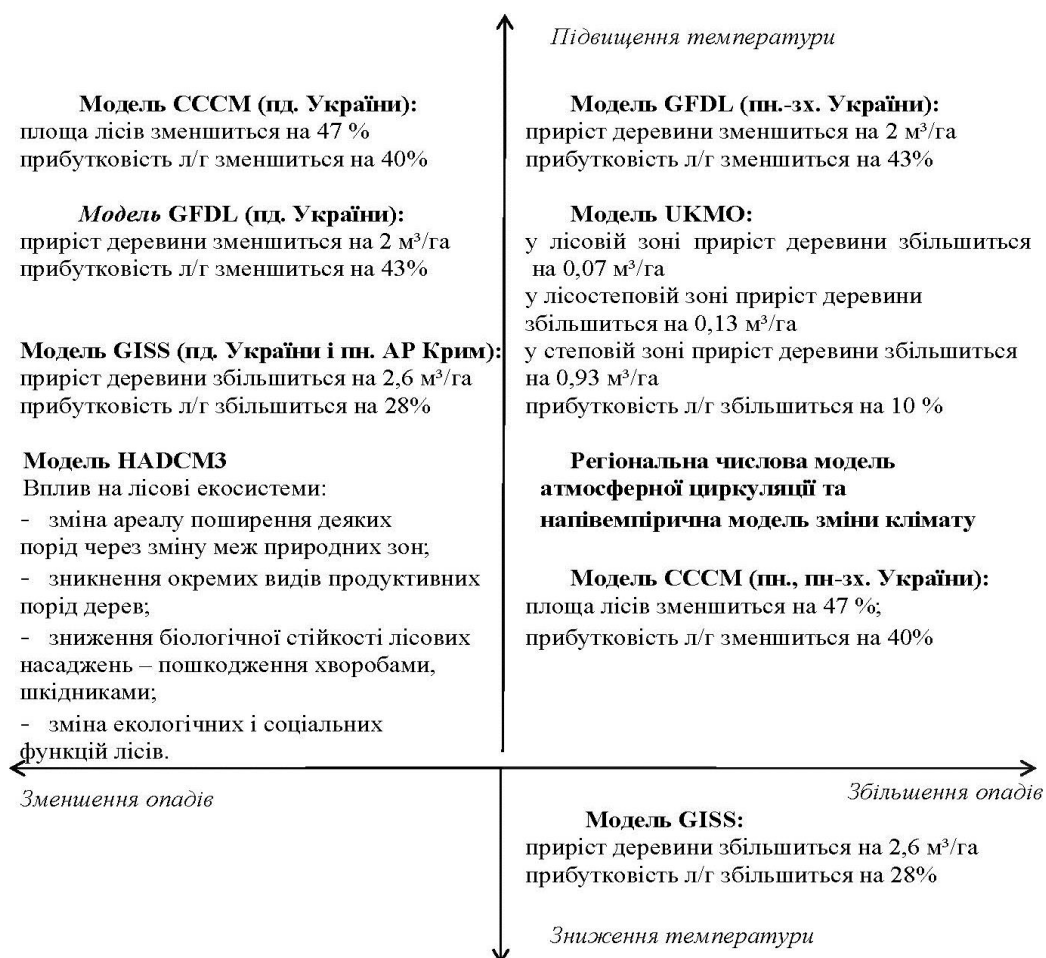 Підвищення температури
Модель CCCM (пд. України):
площа лісів зменшиться на 47 %
прибутковість л/г зменшиться на 40%
Модель GFDL (пд. України):
приріст деревини зменшиться на 2 м³/га
прибутковість л/г зменшиться на 43%
Модель GISS (пд. України і пн. АР Крим):
приріст деревини збільшиться на 2,6 м³/га
прибутковість л/г збільшиться на 28%
Модель HADCM3
Вплив на лісові екосистеми:
- зміна ареалу поширення деяких
порід через зміну меж природних зон;
- зникнення окремих видів продуктивних
порід дерев;
- зниження біологічної стійкості лісових
насаджень – пошкодження хворобами,
шкідниками;
- зміна екологічних і соціальних
функцій лісів.
Модель GFDL (пн.-зх. України):
приріст деревини зменшиться на 2 м³/га
прибутковість л/г зменшиться на 43%
Модель UKMO:
у лісовій зоні приріст деревини збільшиться
на 0,07 м³/га
у лісостеповій зоні приріст деревини
збільшиться на 0,13 м³/га
у степовій зоні приріст деревини збільшиться
на 0,93 м³/га
прибутковість л/г збільшиться на 10 %
Регіональна числова модель
атмосферної циркуляції та
напівемпірична модель зміни клімату
Модель CCCM (пн., пн-зх. України):
площа лісів зменшиться на 47 %;
прибутковість л/г зменшиться на 40%
Зменшення опадів
Збільшення опадів
Модель GISS:
приріст деревини збільшиться на 2,6 м³/га
прибутковість л/г збільшиться на 28%
Зниження температури